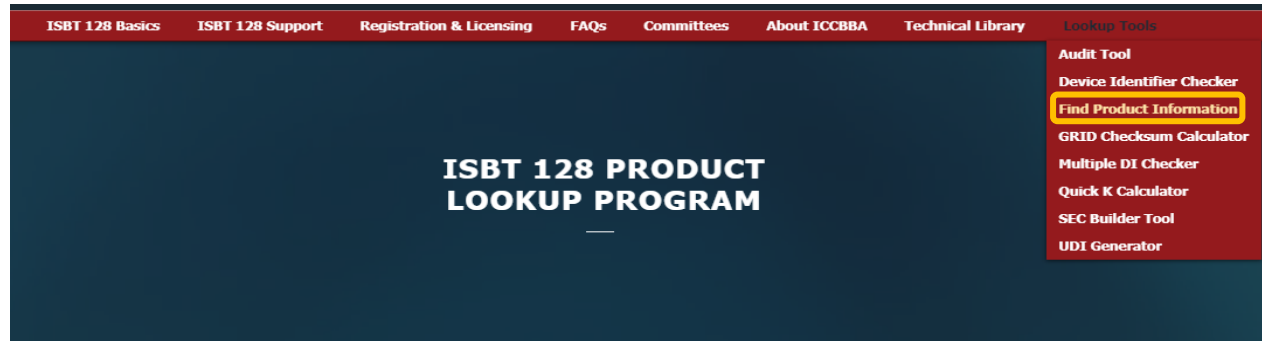 ISBT 128 Basics ISBT 128 Support Registration & Licensing FAQs Committees About ICCBBA Technical Library Lookup Tools
Audit Tool
Device Identifier Checker
Find Product Information
GRID Checksum Calculator
Multiple DI Checker
Quick K Calculator
SEC Builder Tool
UDI Generator
ISBT 128 PRODUCT
LOOKUP PROGRAM